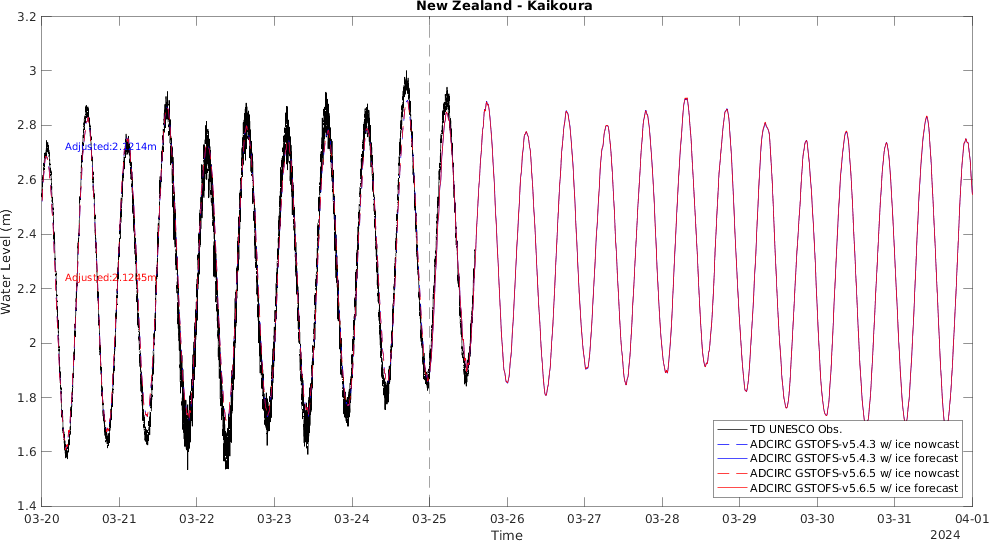 New Zealand - Kaikoura
3.2
3
2.8
2.6
2.4
2.2
2
1.8
1.6
1.4
Water Level (m)
Adjusted:2.1214m
Adjusted:2.1245m
TD UNESCO Obs.
ADCIRC GSTOFS-v5.4.3 w/ ice nowcast
ADCIRC GSTOFS-v5.4.3 w/ ice forecast
ADCIRC GSTOFS-v5.6.5 w/ ice nowcast
ADCIRC GSTOFS-v5.6.5 w/ ice forecast
03-20 03-21 03-22 03-23 03-24 03-25 03-26 03-27 03-28 03-29 03-30 03-31 04-01
Time
2024